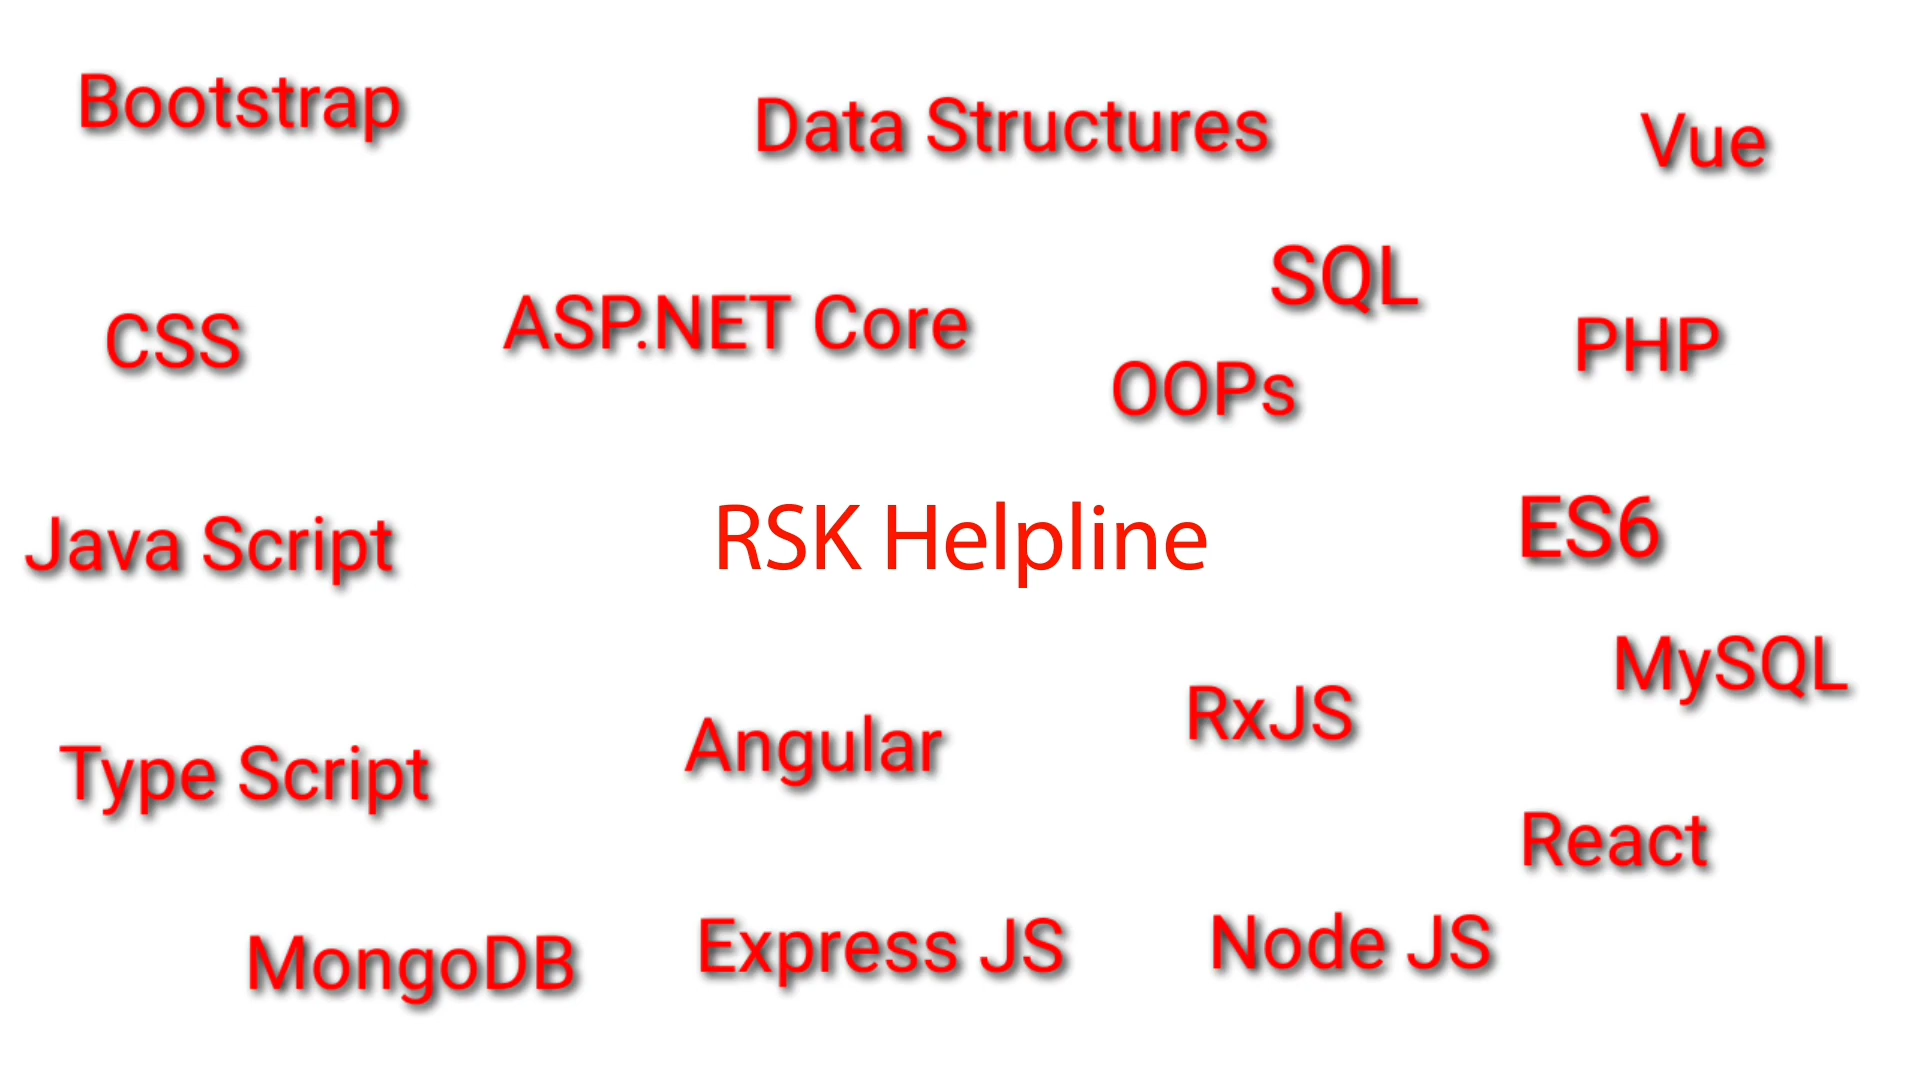 Bootstrap
Data Structures
Vue
SQL
CSS
ASP.NET Core
PHP
OOPs
Java Script
RSK Helpline
ES6
MySQL
RxJS
Type Script
Angular
React
MongoDB
Express JS
Node JS